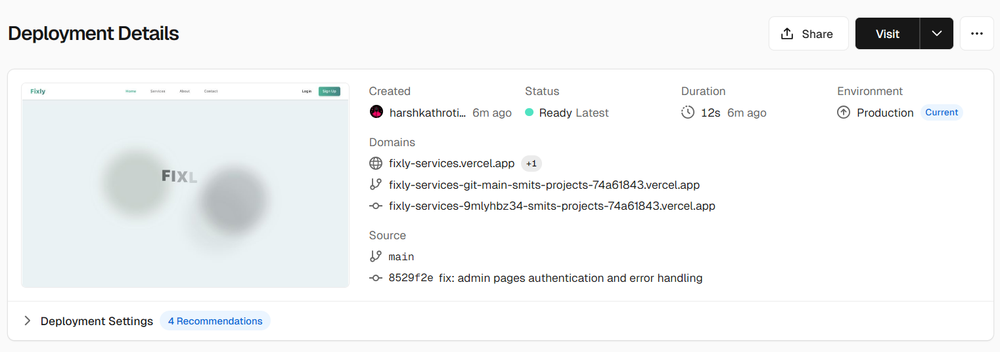 Deployment Details
Share
Visit
Fixly
Home Services About Contact
Login Sign Up
FIXL
Created
harshkathroti... 6m ago
Status
Ready Latest
Duration
12s 6m ago
Environment
Production Current
Domains
fixly-services.vercel.app +1
fixly-services-git-main-smits-projects-74a61843.vercel.app
fixly-services-9mlyhbz34-smits-projects-74a61843.vercel.app
Source
main
8529f2e fix: admin pages authentication and error handling
Deployment Settings 4 Recommendations